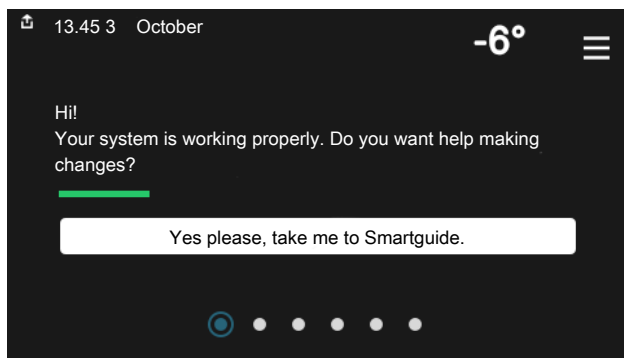 13.45 3 October
-6°
Hi!
Your system is working properly. Do you want help making
changes?
Yes please, take me to Smartguide.